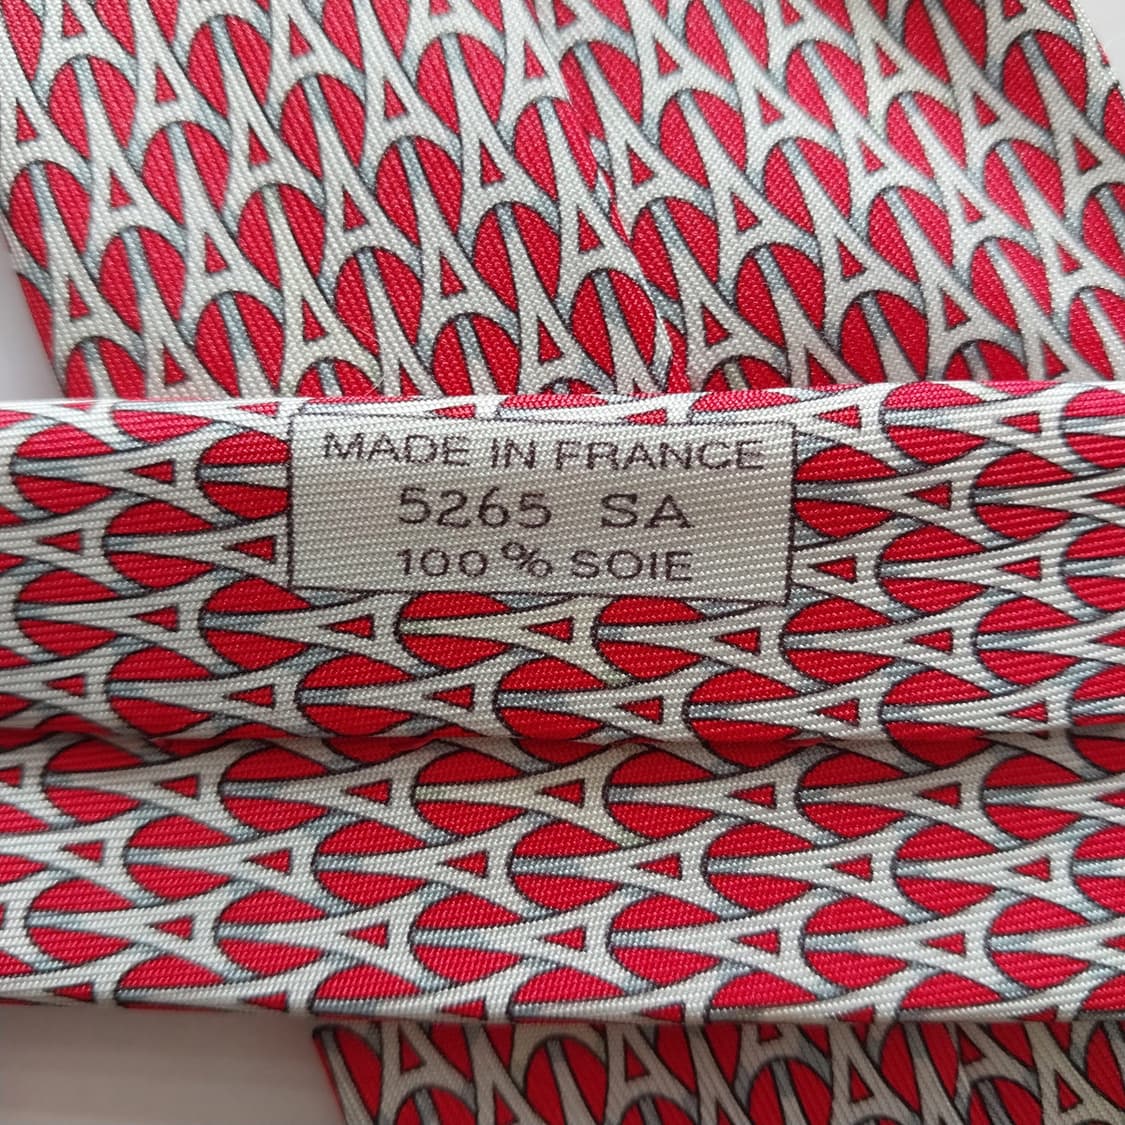 MADE IN FRANCE
5265 SA
100% SOIE